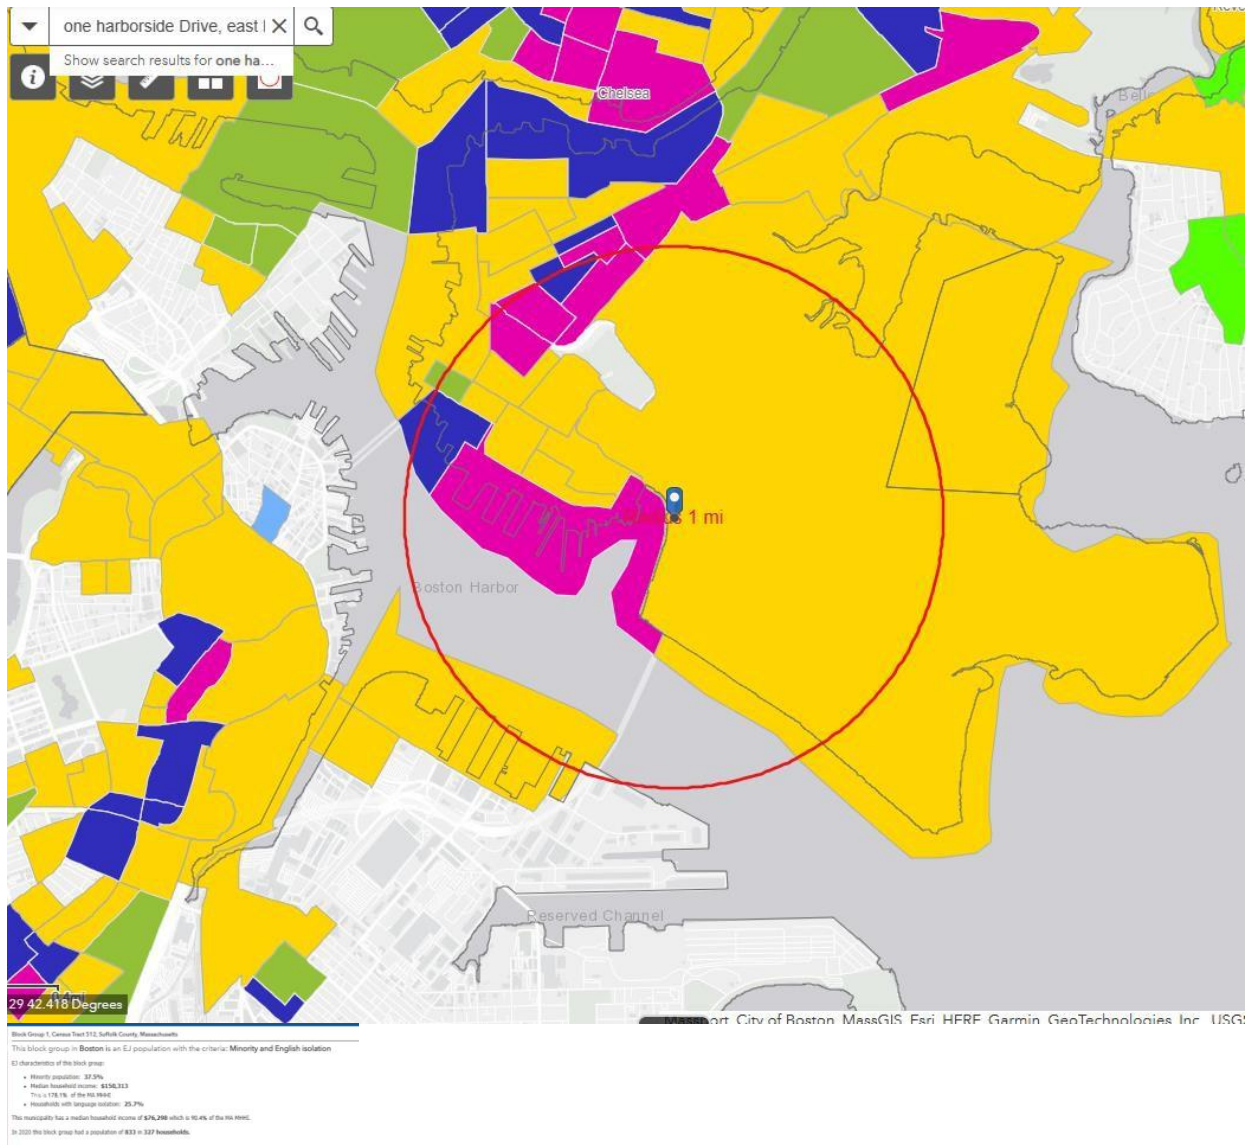 one harborside Drive, east
Show search results for one ha...
Chelsea
1 mi
Boston Harbor
Reserved Channel
29 42.418 Degrees
Massport, City of Boston, MassGIS, Esri, HERE, Garmin, GeoTechnologies, Inc., USGS
Block Group 1, Census Tract 512, Suffolk County, Massachusetts
This block group in Boston is an EJ population with the criteria: Minority and English isolation
EJ characteristics of this block group:
• Minority population: 37.5%
• Median household income: $150,313
This is 178.1% of the MA MHHI.
• Households with language isolation: 25.7%
This municipality has a median household income of $76,298 which is 90.4% of the MA MHHI.
In 2020 this block group had a population of 833 in 327 households.